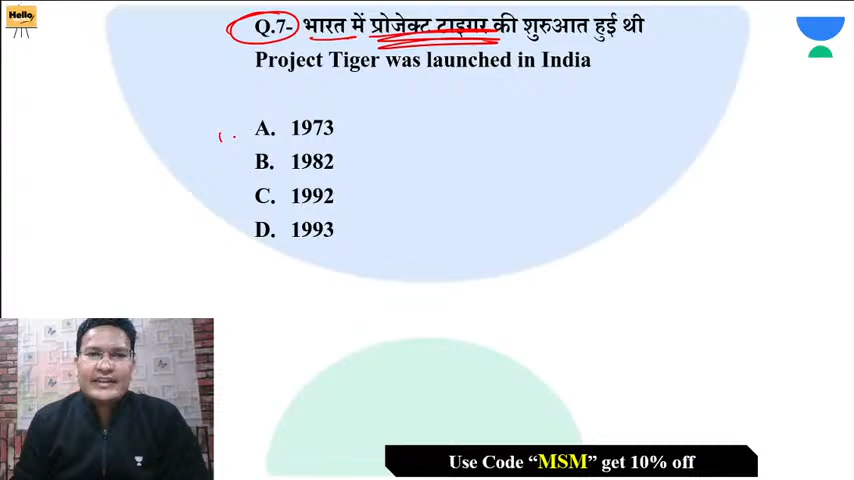 Hello
Q.7- भारत में प्रोजेक्ट टाइगर की शुरुआत हुई थी
Project Tiger was launched in India
A. 1973
B. 1982
C. 1992
D. 1993
Use Code “MSM” get 10% off